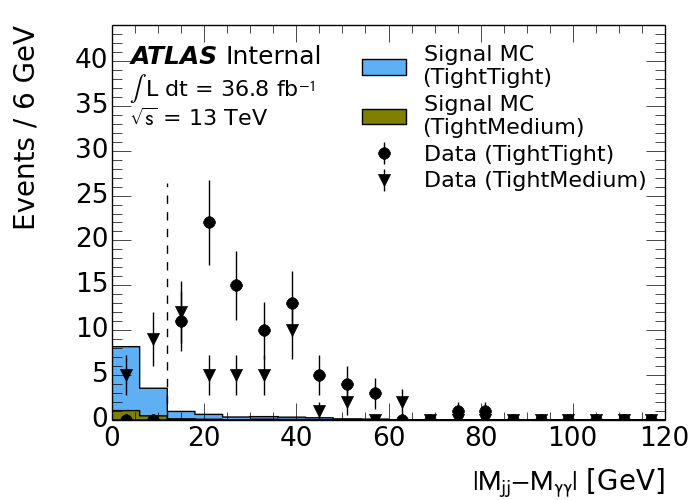 ATLAS Internal
∫L dt = 36.8 fb⁻¹
√s = 13 TeV
Signal MC
(TightTight)
Signal MC
(TightMedium)
Data (TightTight)
Data (TightMedium)
Events / 6 GeV
40
35
30
25
20
15
10
5
0
0 20 40 60 80 100 120
|Mjj−Mγγ| [GeV]